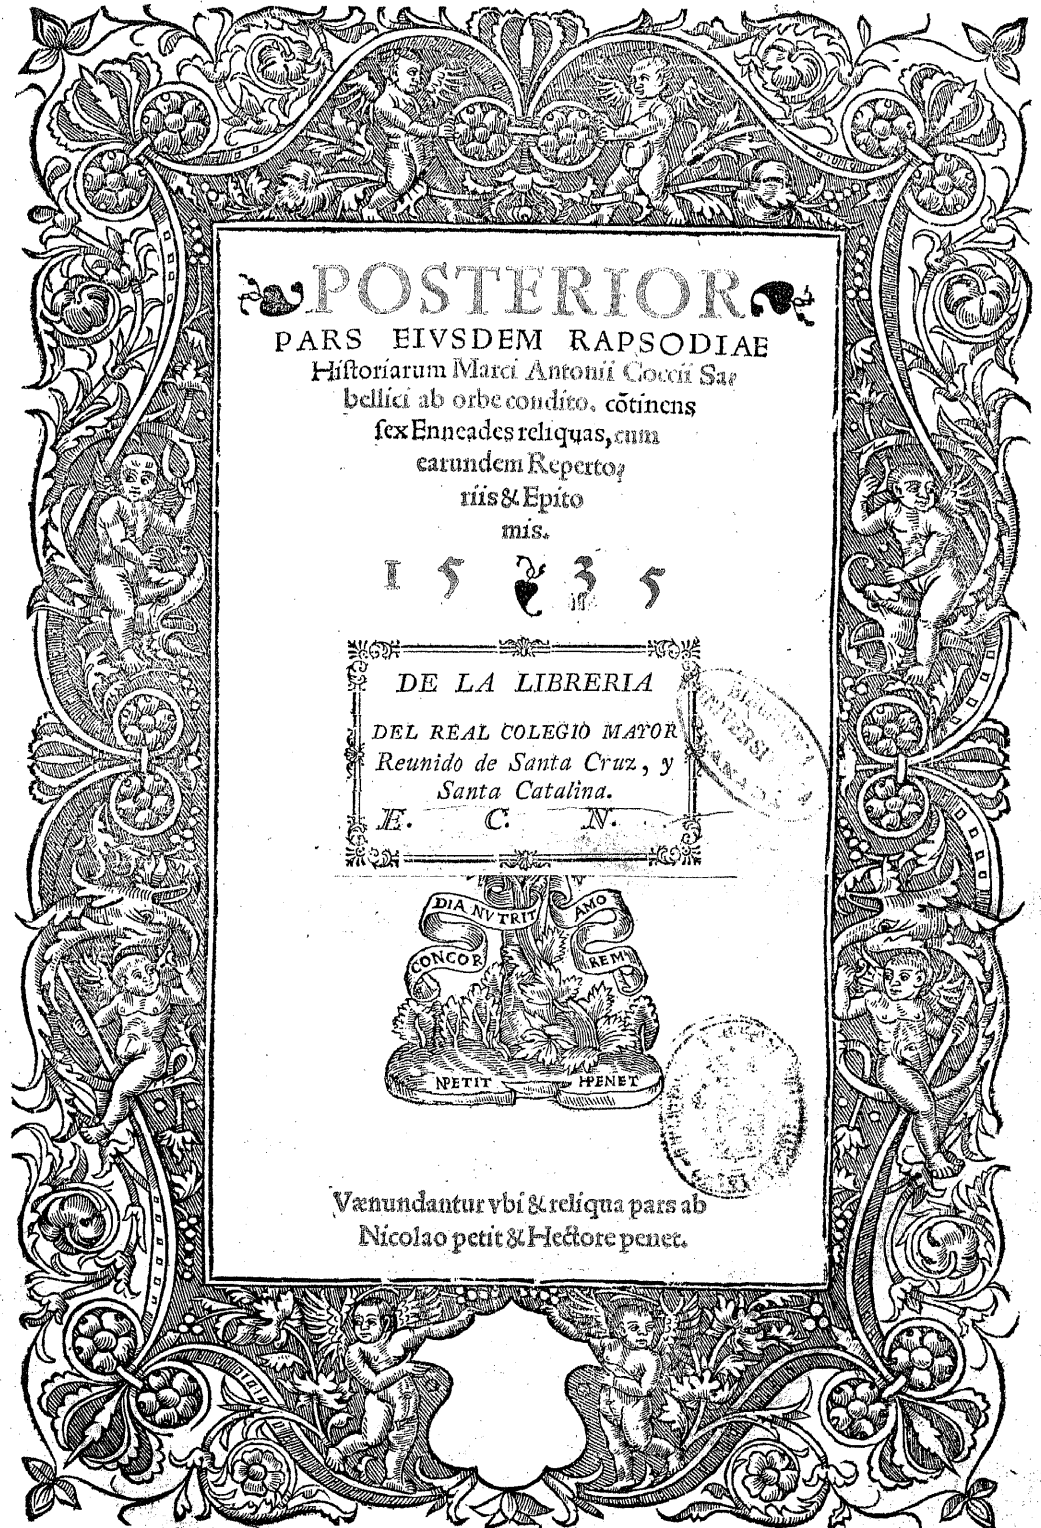 POSTERIOR
PARS EIVSDEM RAPSODIAE
Hiſtoriarum Marci Antonii Coccii Sa⸗
bellici ab orbe condito, cõtinens
ſex Enneades reliquas, cum
earundem Reperto⸗
riis & Epito
mis.
1535
DE LA LIBRERIA
DEL REAL COLEGIO MAYOR
Reunido de Santa Cruz, y
Santa Catalina.
E. C. N.
DIA NVTRIT AMO
CONCOR REM
N PETIT H PENET
Vænundantur vbi & reliqua pars ab
Nicolao petit & Hectore penet.